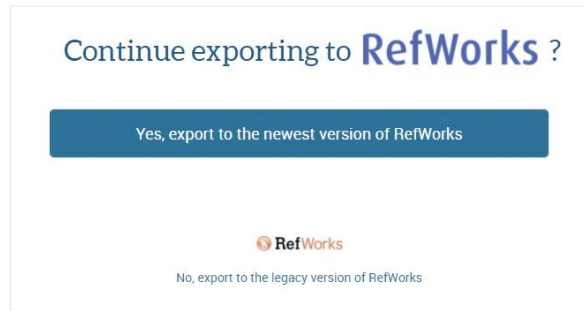 Continue exporting to RefWorks ?
Yes, export to the newest version of RefWorks
RefWorks
No, export to the legacy version of RefWorks